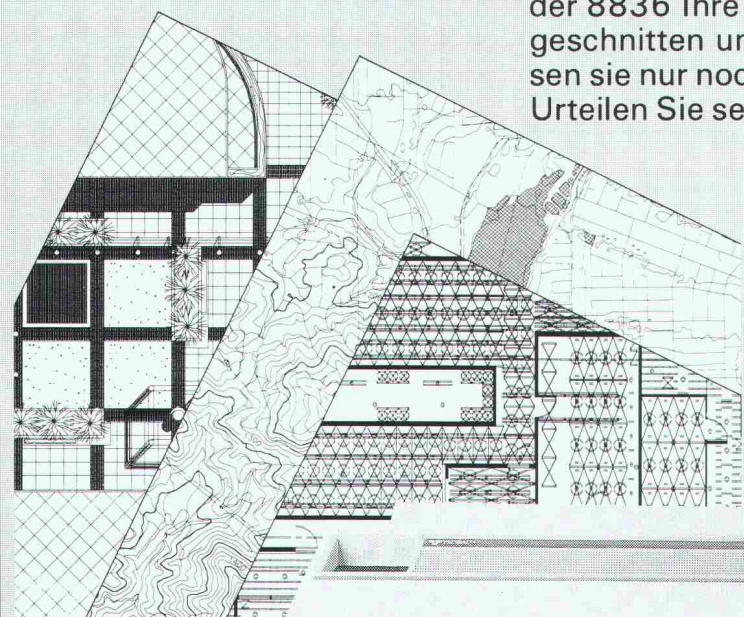 der 8836 Ihre
geschnitten un
sen sie nur noc
Urteilen Sie se